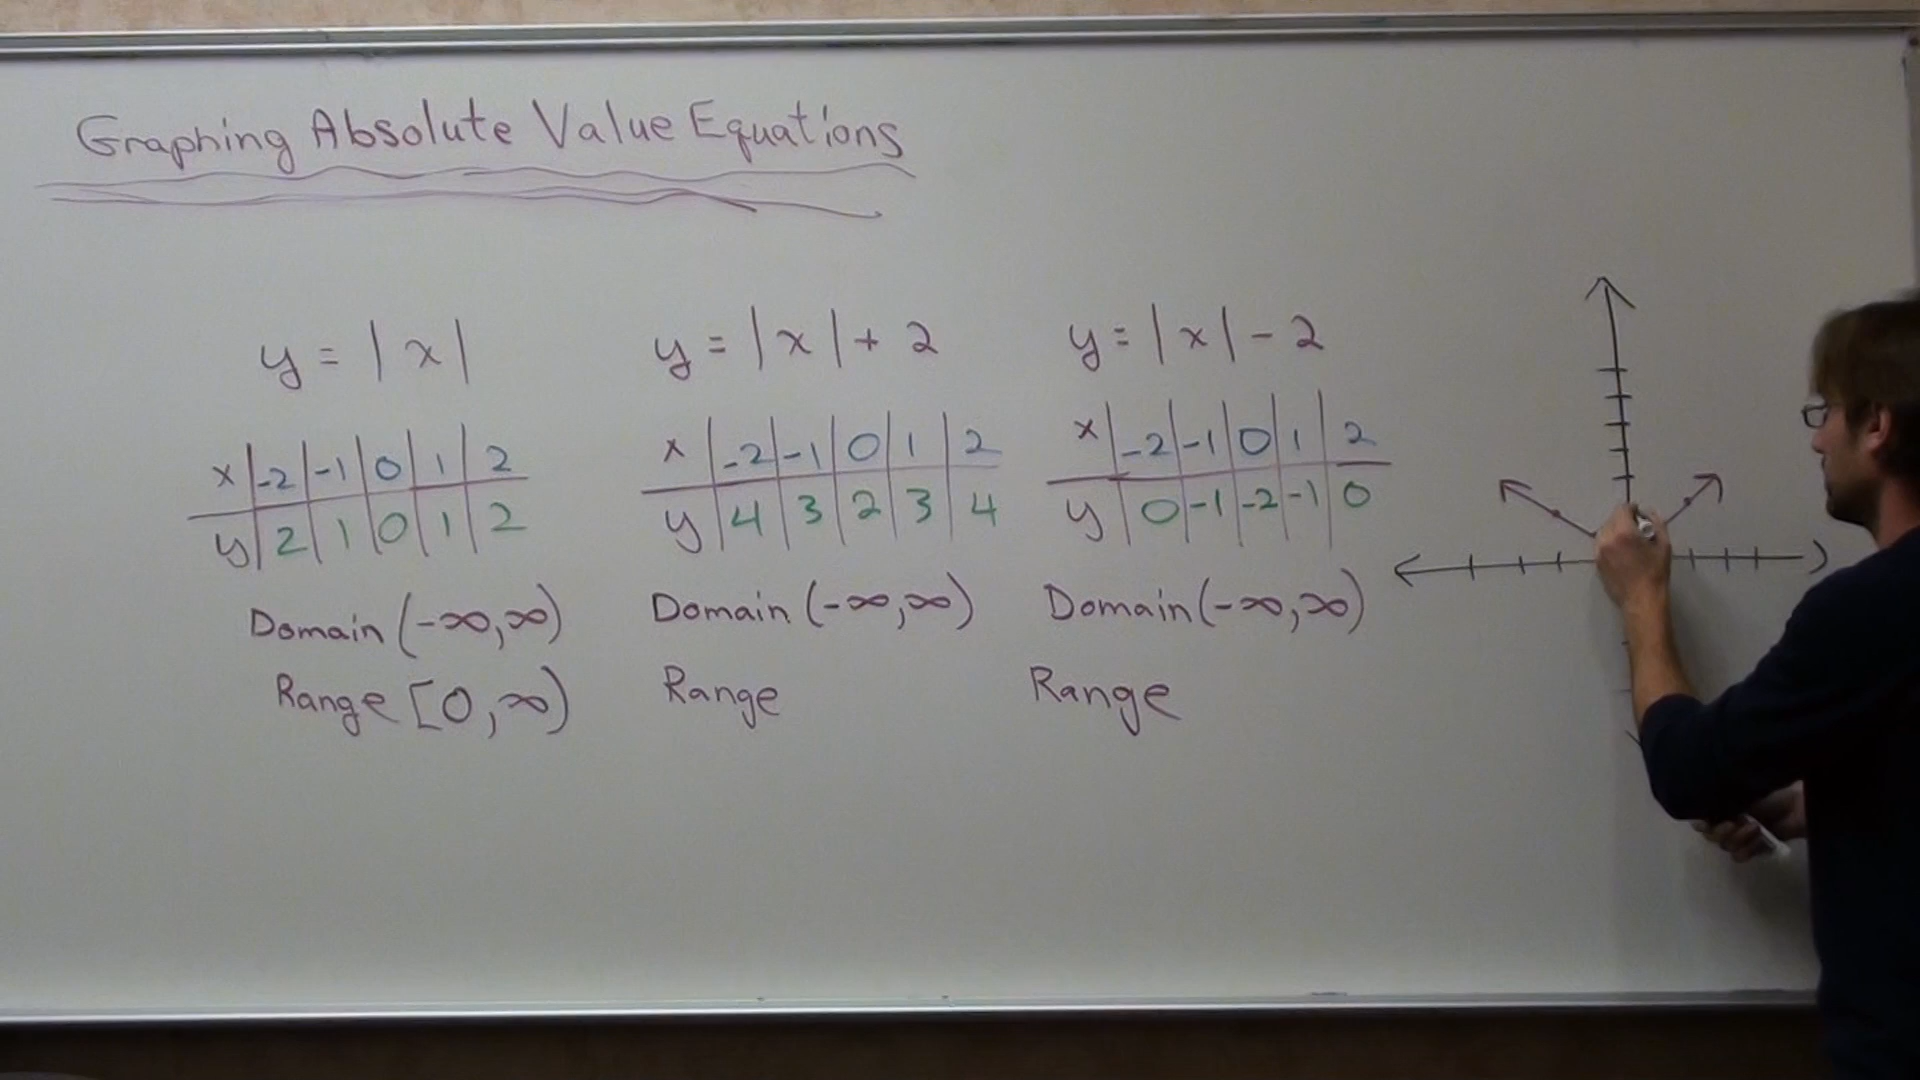 Graphing Absolute Value Equations
y = |x|
x -2 -1 0 1 2
y 2 1 0 1 2
Domain (-∞,∞)
Range [0,∞)
y = |x| + 2
x -2 -1 0 1 2
y 4 3 2 3 4
Domain (-∞,∞)
Range
y = |x| - 2
x -2 -1 0 1 2
y 0 -1 -2 -1 0
Domain (-∞,∞)
Range